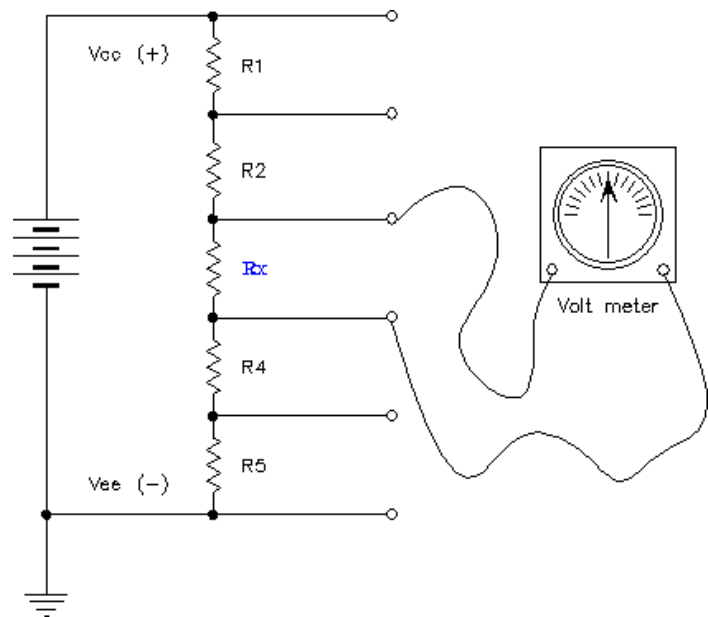 Vcc (+)
R1
R2
Rx
Volt meter
R4
R5
Vee (-)